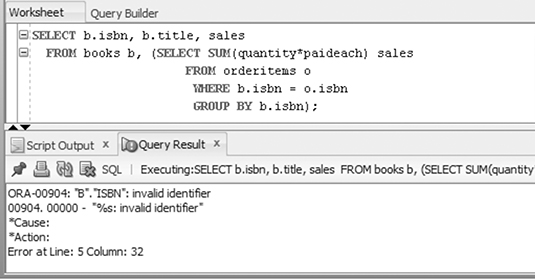 Worksheet Query Builder
SELECT b.isbn, b.title, sales
FROM books b, (SELECT SUM(quantity*paideach) sales
FROM orderitems o
WHERE b.isbn = o.isbn
GROUP BY b.isbn);
Script Output x Query Result x
SQL | Executing:SELECT b.isbn, b.title, sales FROM books b, (SELECT SUM(quantity
ORA-00904: "B"."ISBN": invalid identifier
00904. 00000 - "%s: invalid identifier"
*Cause:
*Action:
Error at Line: 5 Column: 32